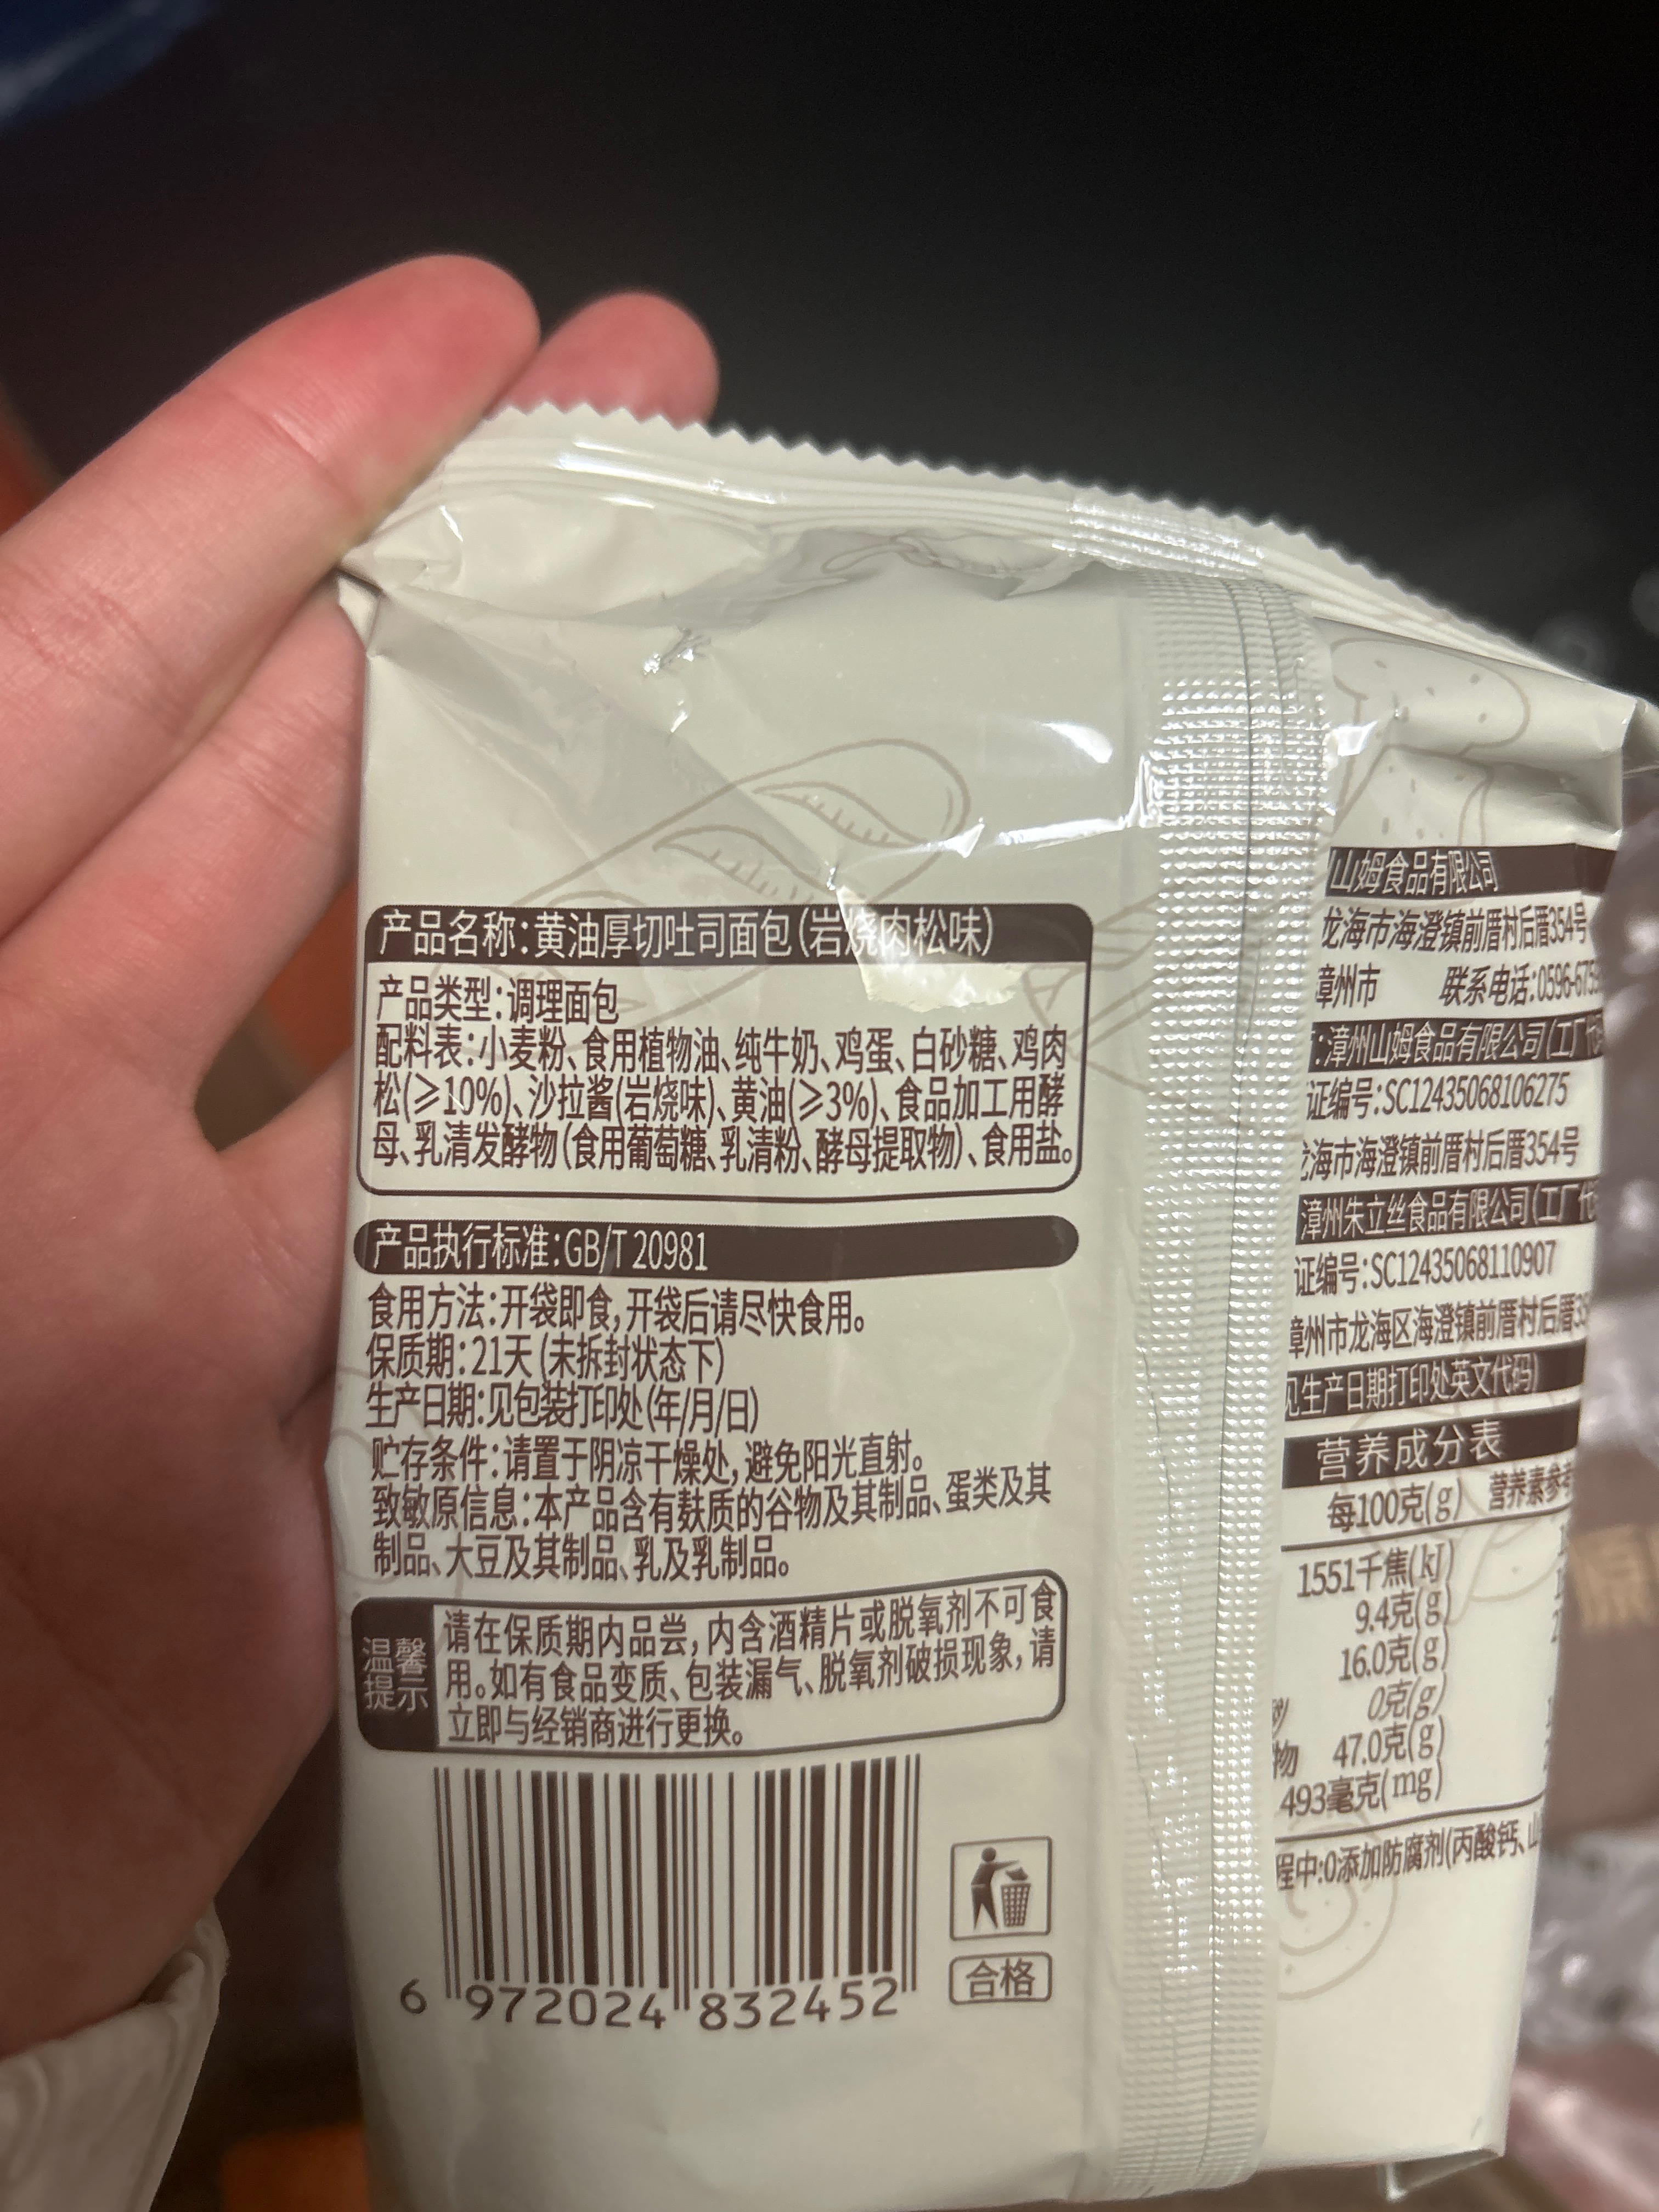 产品名称:黄油厚切吐司面包(岩烧肉松味)
产品类型:调理面包
配料表:小麦粉、食用植物油、纯牛奶、鸡蛋、白砂糖、鸡肉
松(≥10%)、沙拉酱(岩烧味)、黄油(≥3%)、食品加工用酵
母、乳清发酵物(食用葡萄糖、乳清粉、酵母提取物)、食用盐。
产品执行标准:GB/T 20981
食用方法:开袋即食,开袋后请尽快食用。
保质期:21天(未拆封状态下)
生产日期:见包装打印处(年/月/日)
贮存条件:请置于阴凉干燥处,避免阳光直射。
致敏原信息:本产品含有麸质的谷物及其制品、蛋类及其
制品、大豆及其制品、乳及乳制品。
温馨
提示
请在保质期内品尝,内含酒精片或脱氧剂不可食
用。如有食品变质、包装漏气、脱氧剂破损现象,请
立即与经销商进行更换。
6 972024 832452
合格
山姆食品有限公司
龙海市海澄镇前厝村后厝354号
漳州市 联系电话:0596-675
:漳州山姆食品有限公司(工厂代
证编号:SC12435068106275
龙海市海澄镇前厝村后厝354号
漳州朱立丝食品有限公司(工厂代
证编号:SC12435068110907
漳州市龙海区海澄镇前厝村后厝35
见生产日期打印处英文代码)
营养成分表
每100克(g) 营养素参考
1551千焦(kJ)
9.4克(g)
16.0克(g)
0克(g)
物 47.0克(g)
493毫克(mg)
程中:0添加防腐剂(丙酸钙、山
原